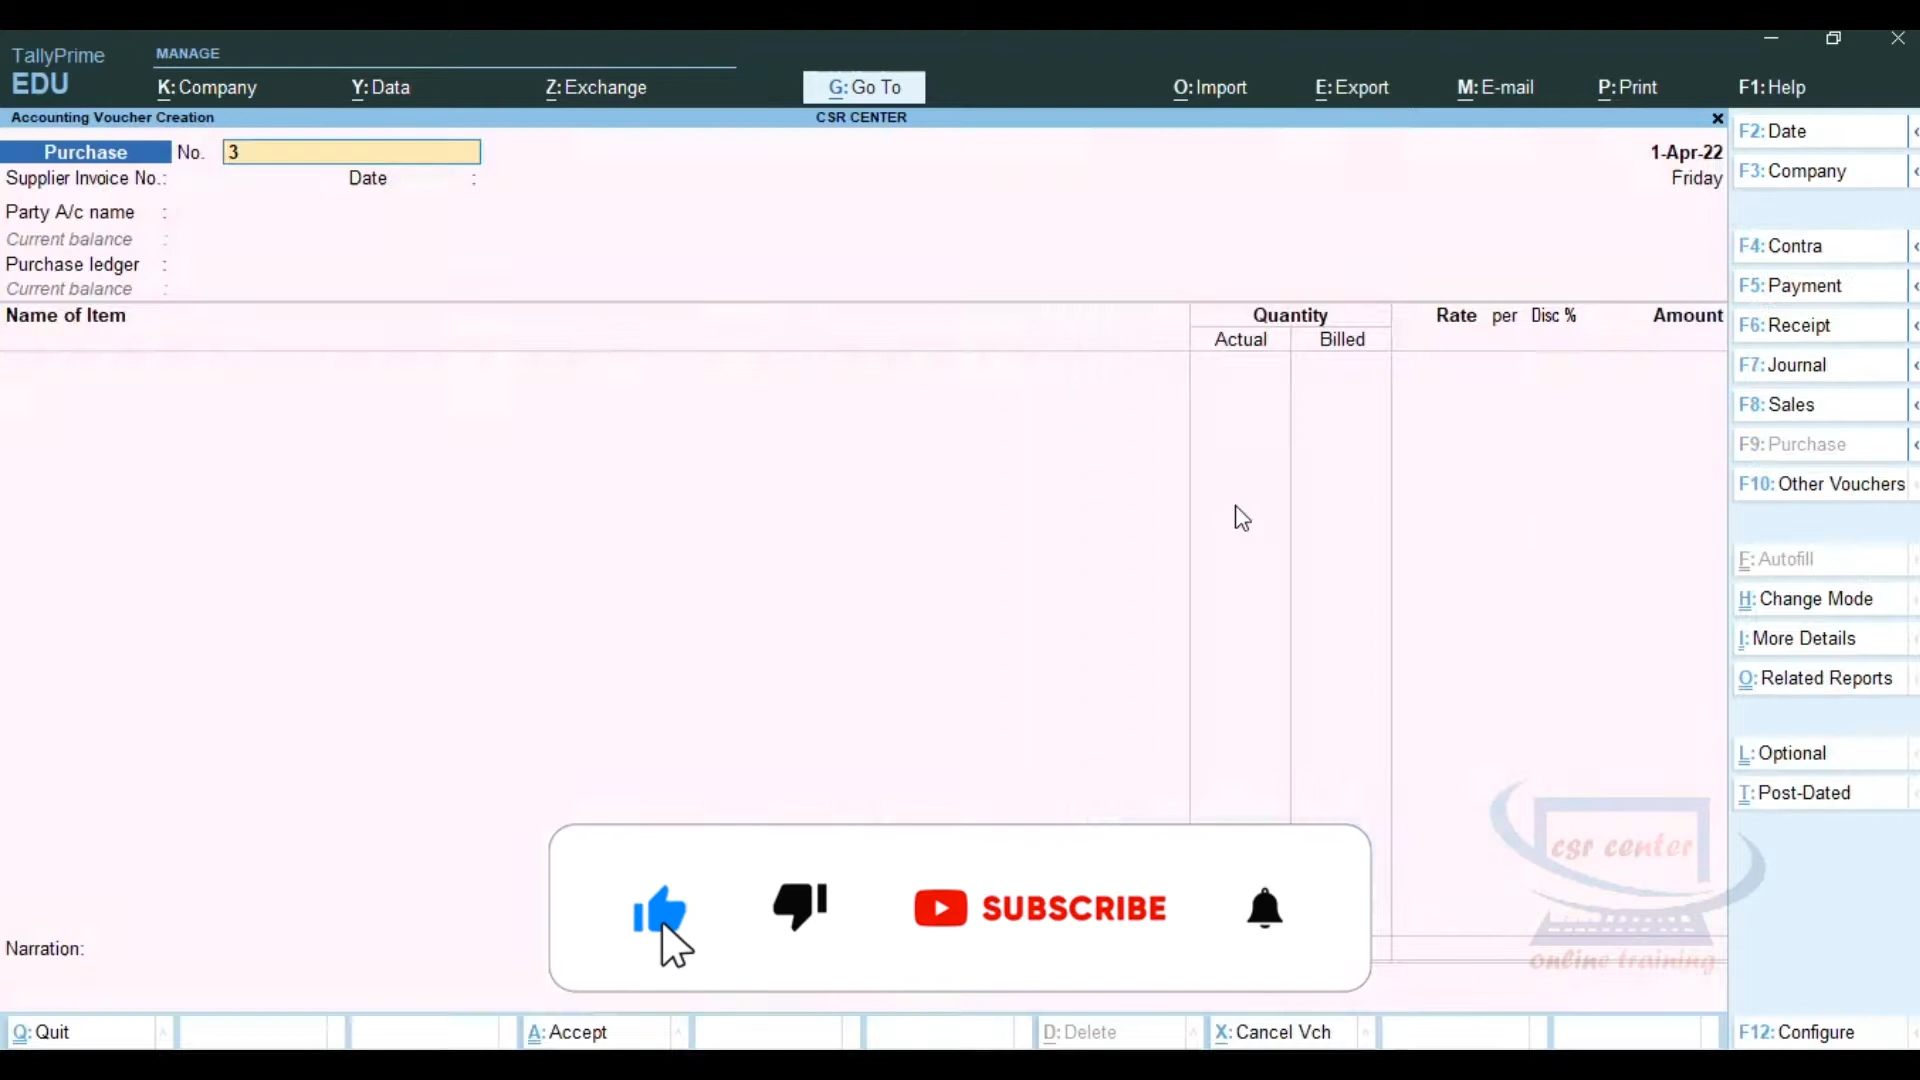 TallyPrime
EDU
MANAGE
K: Company
Y: Data
Z: Exchange
G: Go To
O: Import
E: Export
M: E-mail
P: Print
F1: Help
Accounting Voucher Creation
CSR CENTER
Purchase No. 3
1-Apr-22
Supplier Invoice No.: Date :
Friday
Party A/c name :
Current balance :
Purchase ledger :
Current balance :
Name of Item
Quantity
Rate per Disc % Amount
Actual Billed
F2: Date
F3: Company
F4: Contra
F5: Payment
F6: Receipt
F7: Journal
F8: Sales
F9: Purchase
F10: Other Vouchers
F: Autofill
H: Change Mode
I: More Details
O: Related Reports
L: Optional
T: Post-Dated
csr center
online training
SUBSCRIBE
Narration:
Q: Quit
A: Accept
D: Delete
X: Cancel Vch
F12: Configure